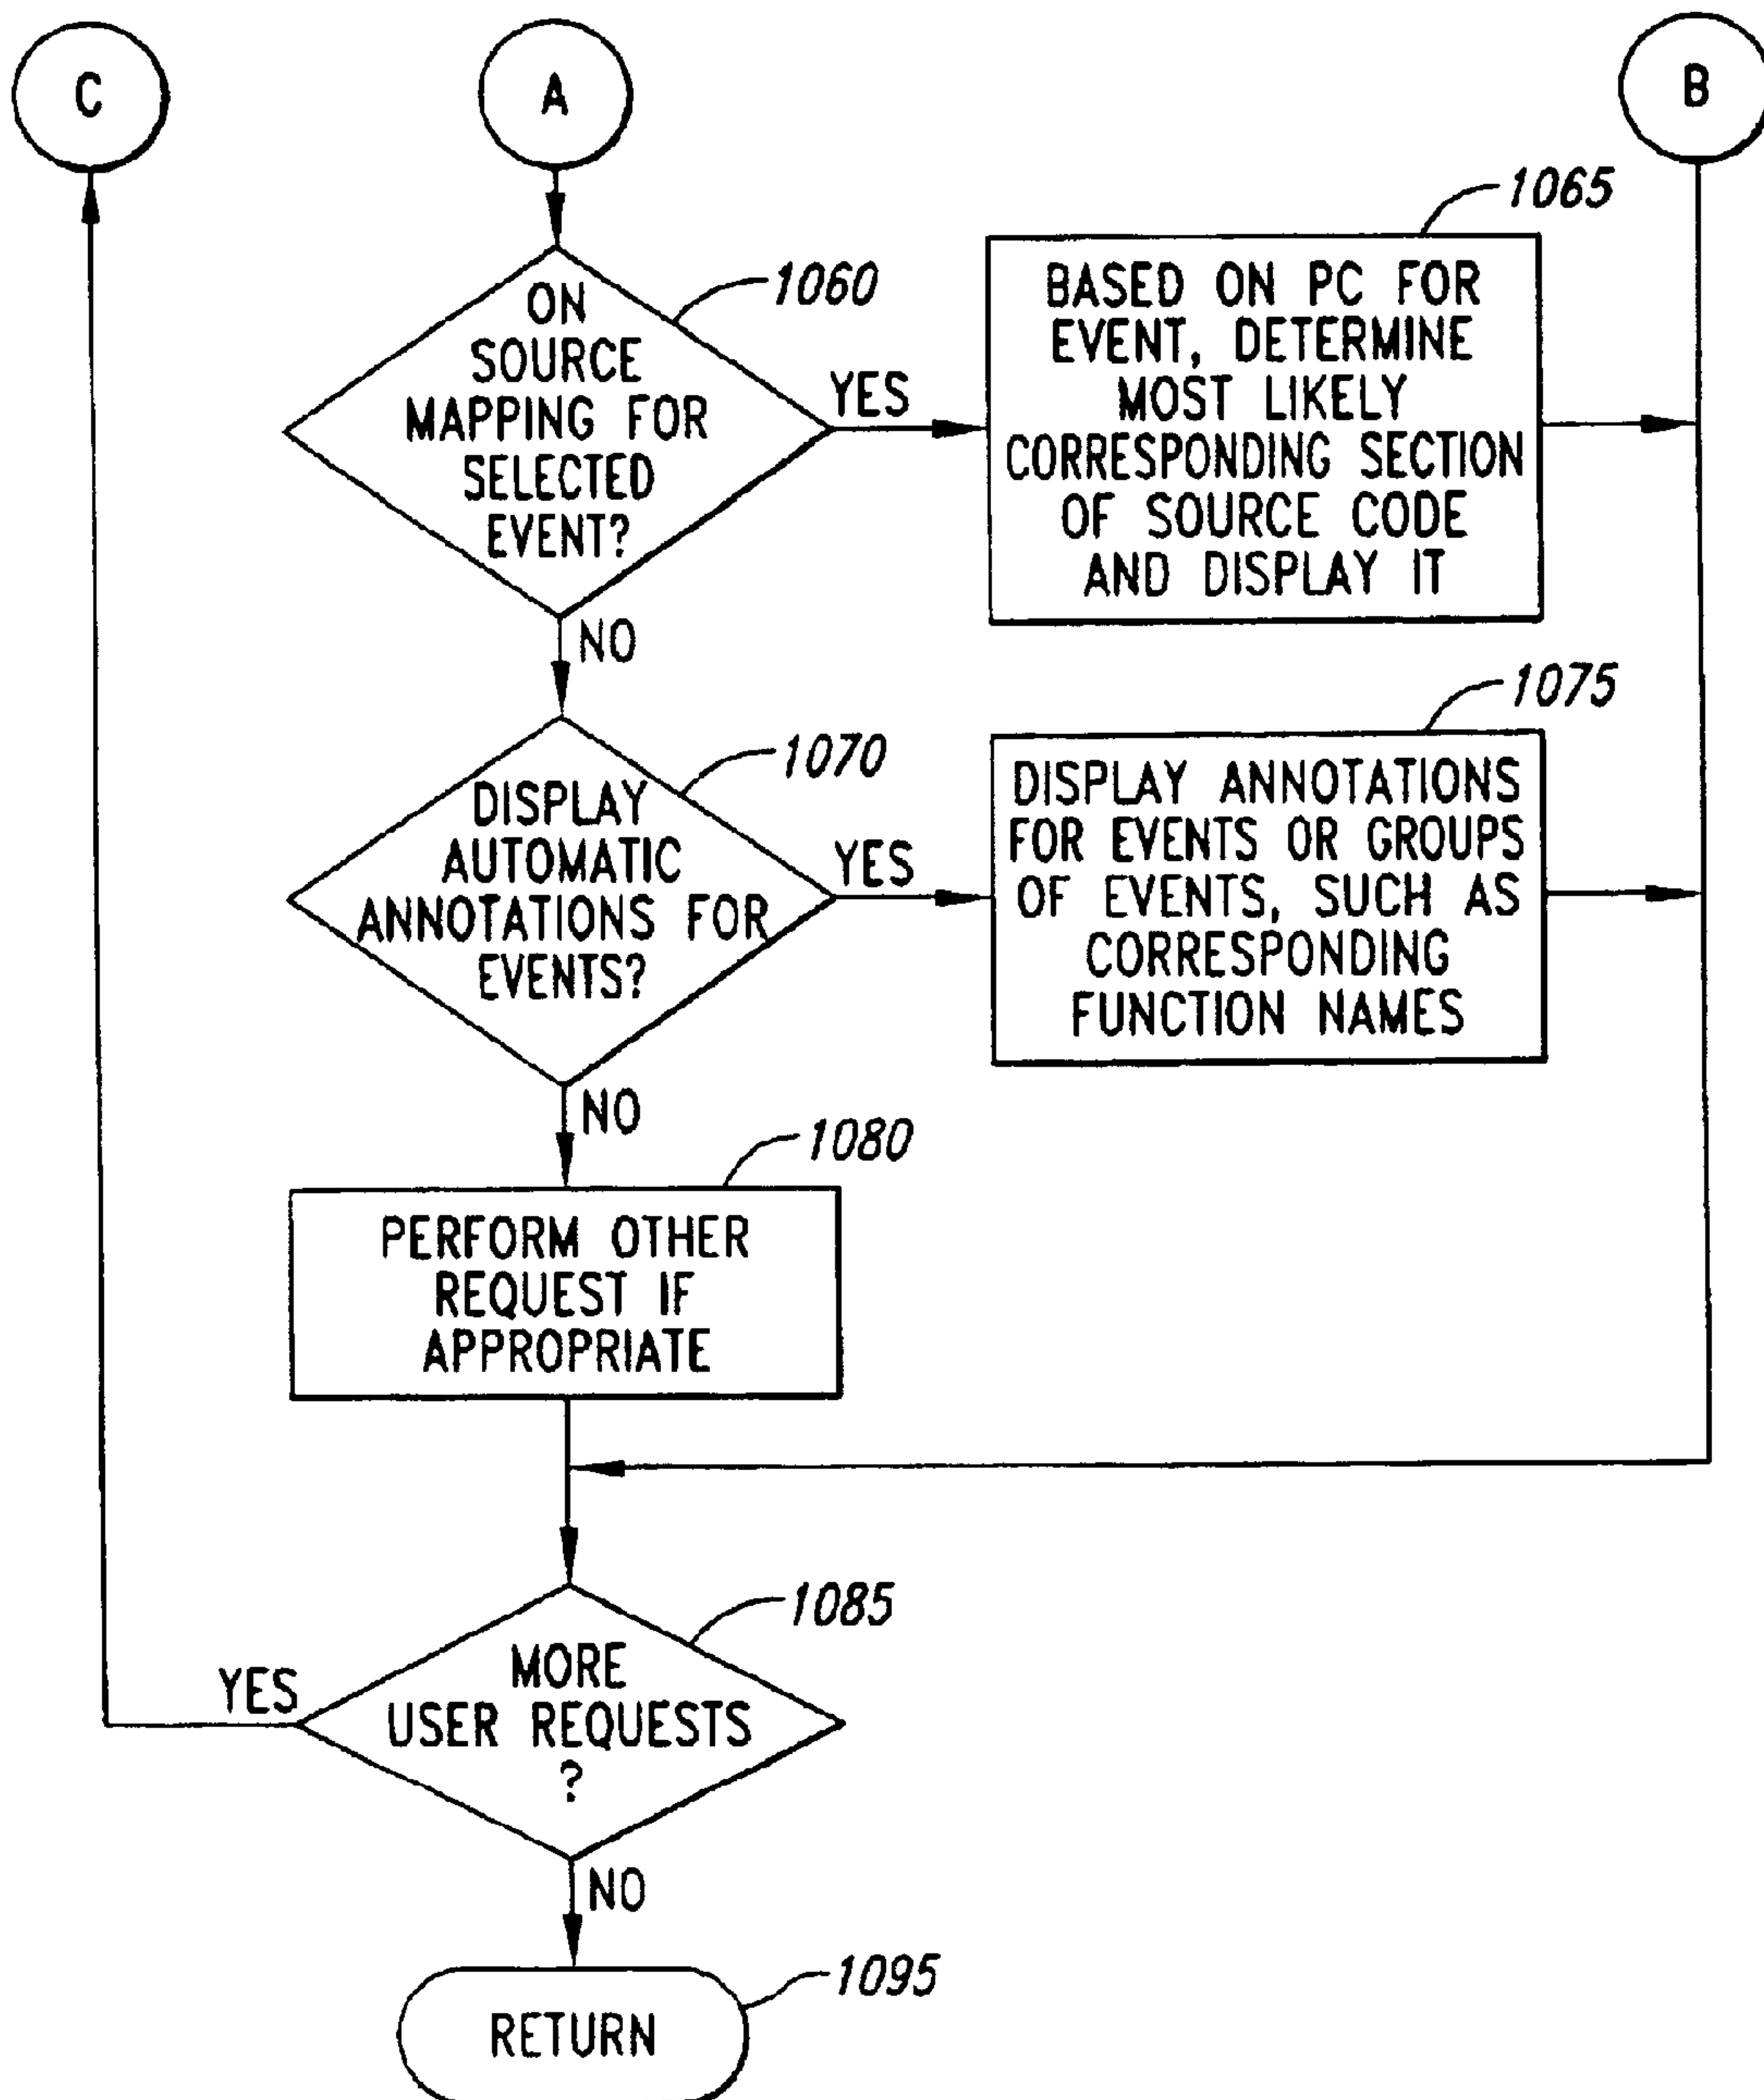 C
A
B
1060
ON
SOURCE
MAPPING FOR
SELECTED
EVENT?
YES
1065
BASED ON PC FOR
EVENT, DETERMINE
MOST LIKELY
CORRESPONDING SECTION
OF SOURCE CODE
AND DISPLAY IT
NO
1070
DISPLAY
AUTOMATIC
ANNOTATIONS FOR
EVENTS?
YES
1075
DISPLAY ANNOTATIONS
FOR EVENTS OR GROUPS
OF EVENTS, SUCH AS
CORRESPONDING
FUNCTION NAMES
NO
1080
PERFORM OTHER
REQUEST IF
APPROPRIATE
1085
MORE
USER REQUESTS
?
YES
NO
1095
RETURN